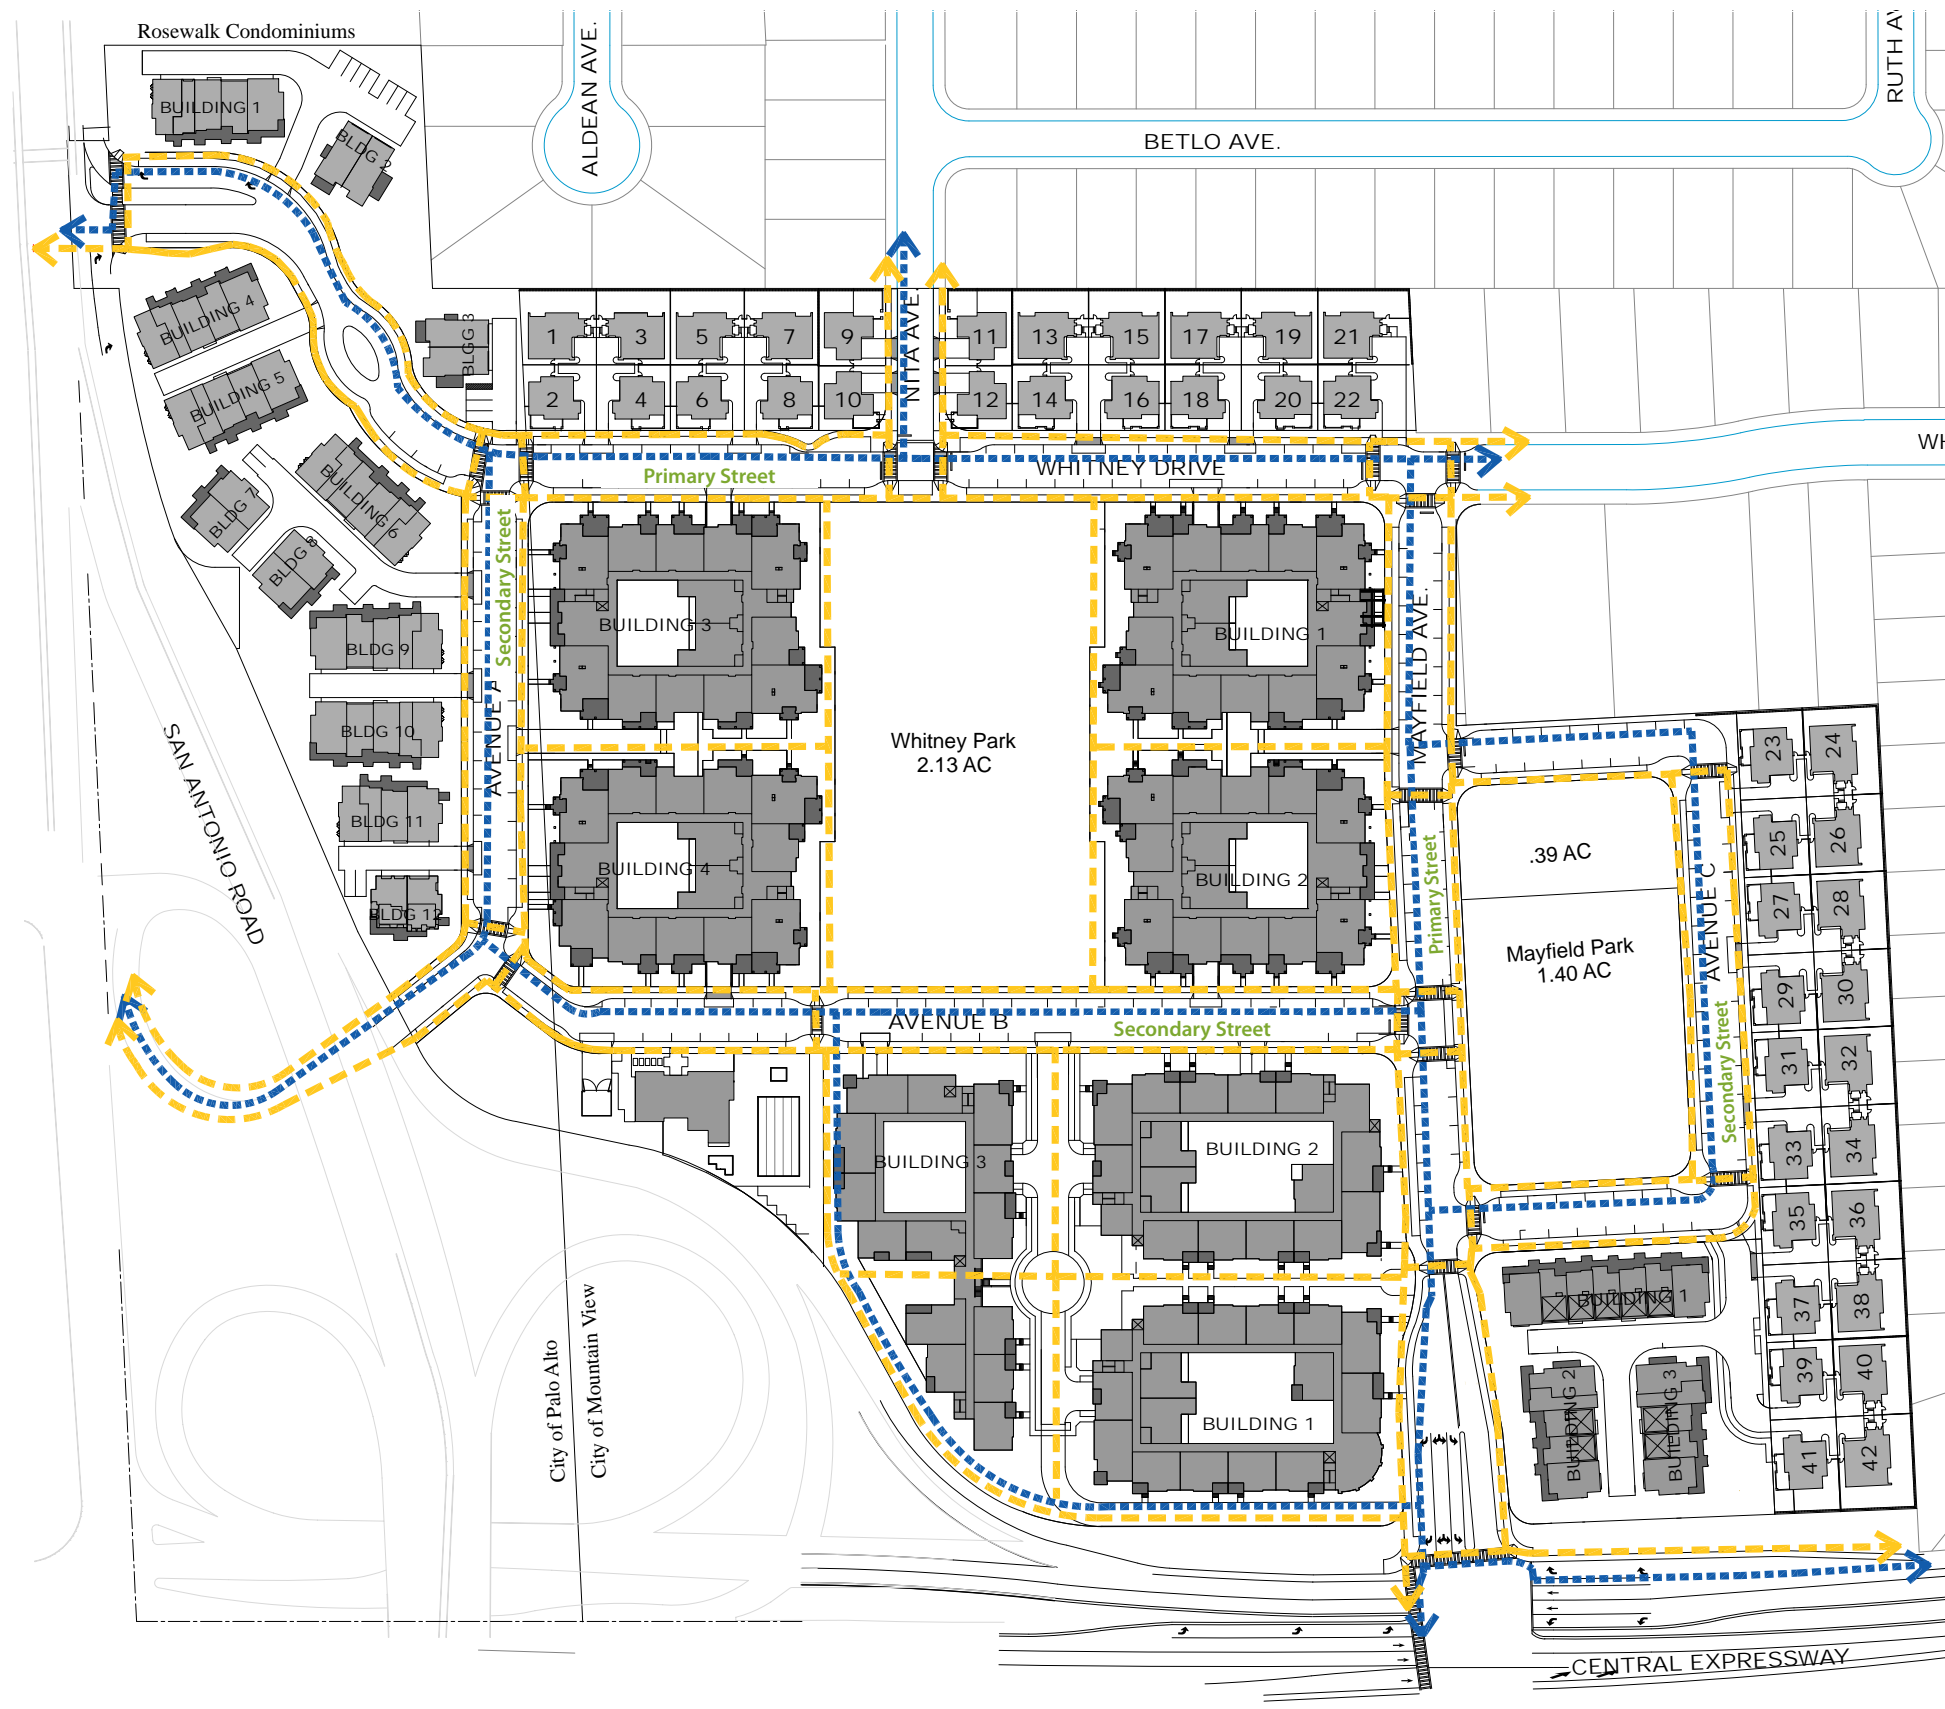 Rosewalk Condominiums
ALDEAN AVE.
BETLO AVE.
RUTH AV
BUILDING 1
BLDG 2
BUILDING 4
BUILDING 5
BLDG 3
1
3
5
7
9
NITA AVE.
11
13
15
17
19
21
2
4
6
8
10
12
14
16
18
20
22
Primary Street
WHITNEY DRIVE
WH
BLDG 7
BUILDING 6
BLDG 8
BLDG 9
BLDG 10
BLDG 11
BLDG 12
Secondary Street
AVENUE A
SAN ANTONIO ROAD
BUILDING 3
BUILDING 4
Whitney Park
2.13 AC
BUILDING 1
BUILDING 2
MAYFIELD AVE.
Primary Street
.39 AC
Mayfield Park
1.40 AC
AVENUE C
Secondary Street
23
24
25
26
27
28
29
30
31
32
33
34
35
36
37
38
39
40
41
42
AVENUE B
Secondary Street
BUILDING 3
BUILDING 2
BUILDING 1
BUILDING 1
BUILDING 2
BUILDING 3
City of Palo Alto
City of Mountain View
CENTRAL EXPRESSWAY